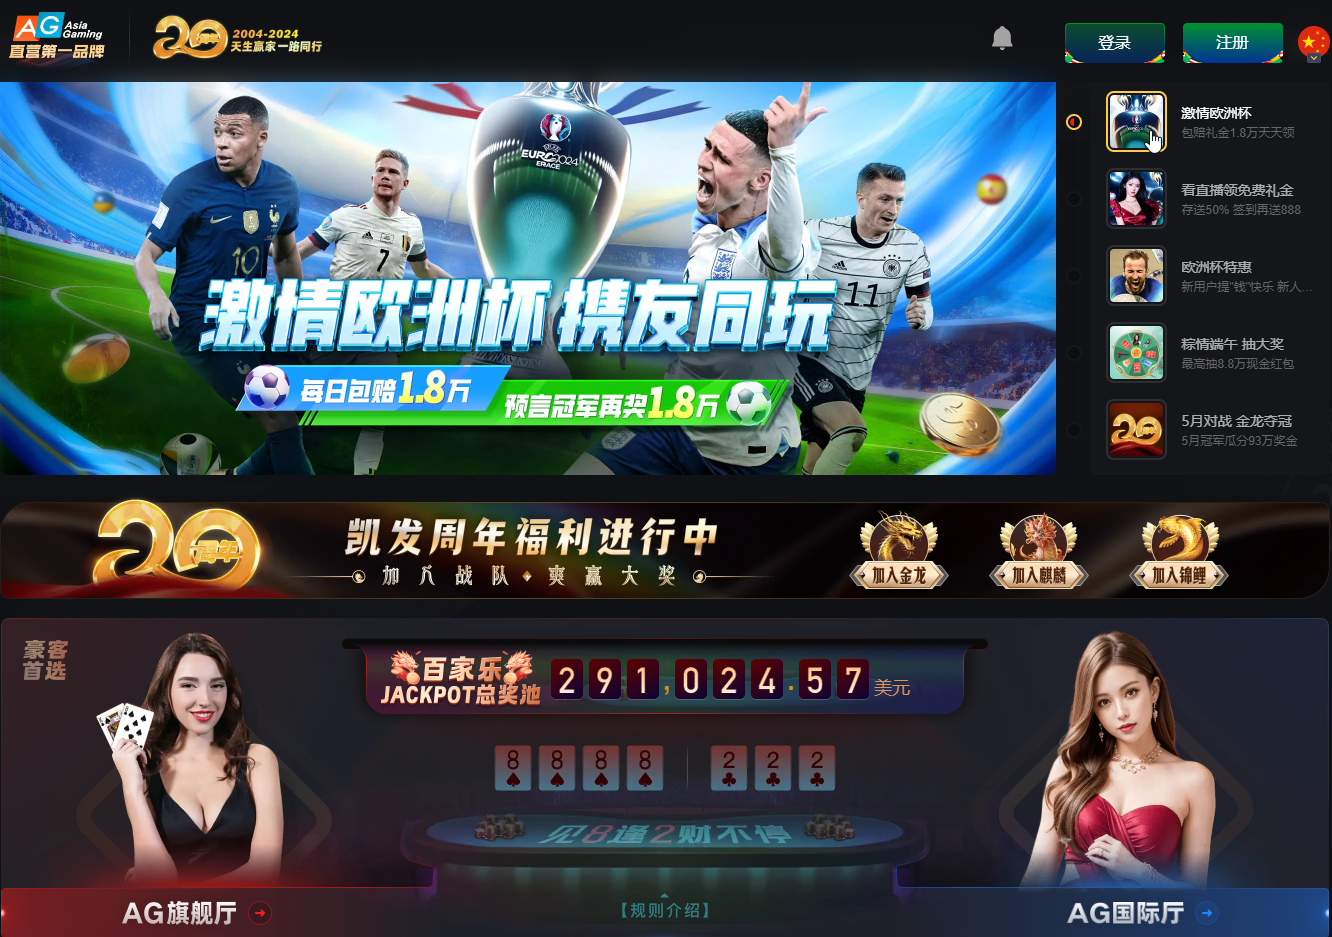 AG Asia Gaming
直营第一品牌
20周年
2004-2024
天生赢家一路同行
登录
注册
UEFA EURO2024
10
7
11
激情欧洲杯 携友同玩
每日包赔1.8万
预言冠军再奖1.8万
激情欧洲杯
包赔礼金1.8万天天领
看直播领免费礼金
存送50% 签到再送888
欧洲杯特惠
新用户提"钱"快乐 新人...
粽情端午 抽大奖
最高抽8.8万现金红包
5月对战 金龙夺冠
5月冠军瓜分93万奖金
20周年
凯发周年福利进行中
加入战队 爽赢大奖
加入金龙
加入麒麟
加入锦鲤
豪客首选
百家乐
JACKPOT总奖池
291,024.57 美元
8 8 8 8 2 2 2
见8逢2财不停
AG旗舰厅
【规则介绍】
AG国际厅